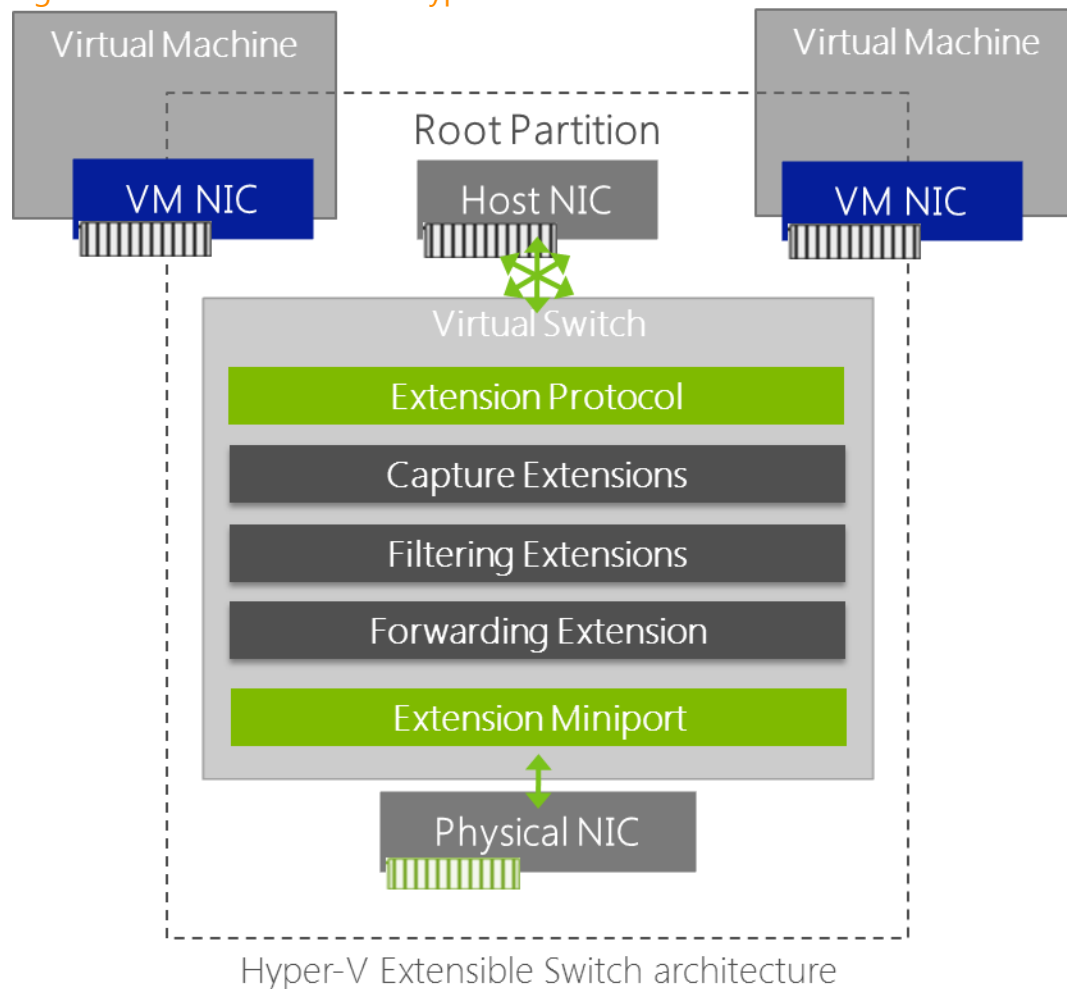 Virtual Machine
Virtual Machine
Root Partition
VM NIC
Host NIC
VM NIC
Virtual Switch
Extension Protocol
Capture Extensions
Filtering Extensions
Forwarding Extension
Extension Miniport
Physical NIC
Hyper-V Extensible Switch architecture